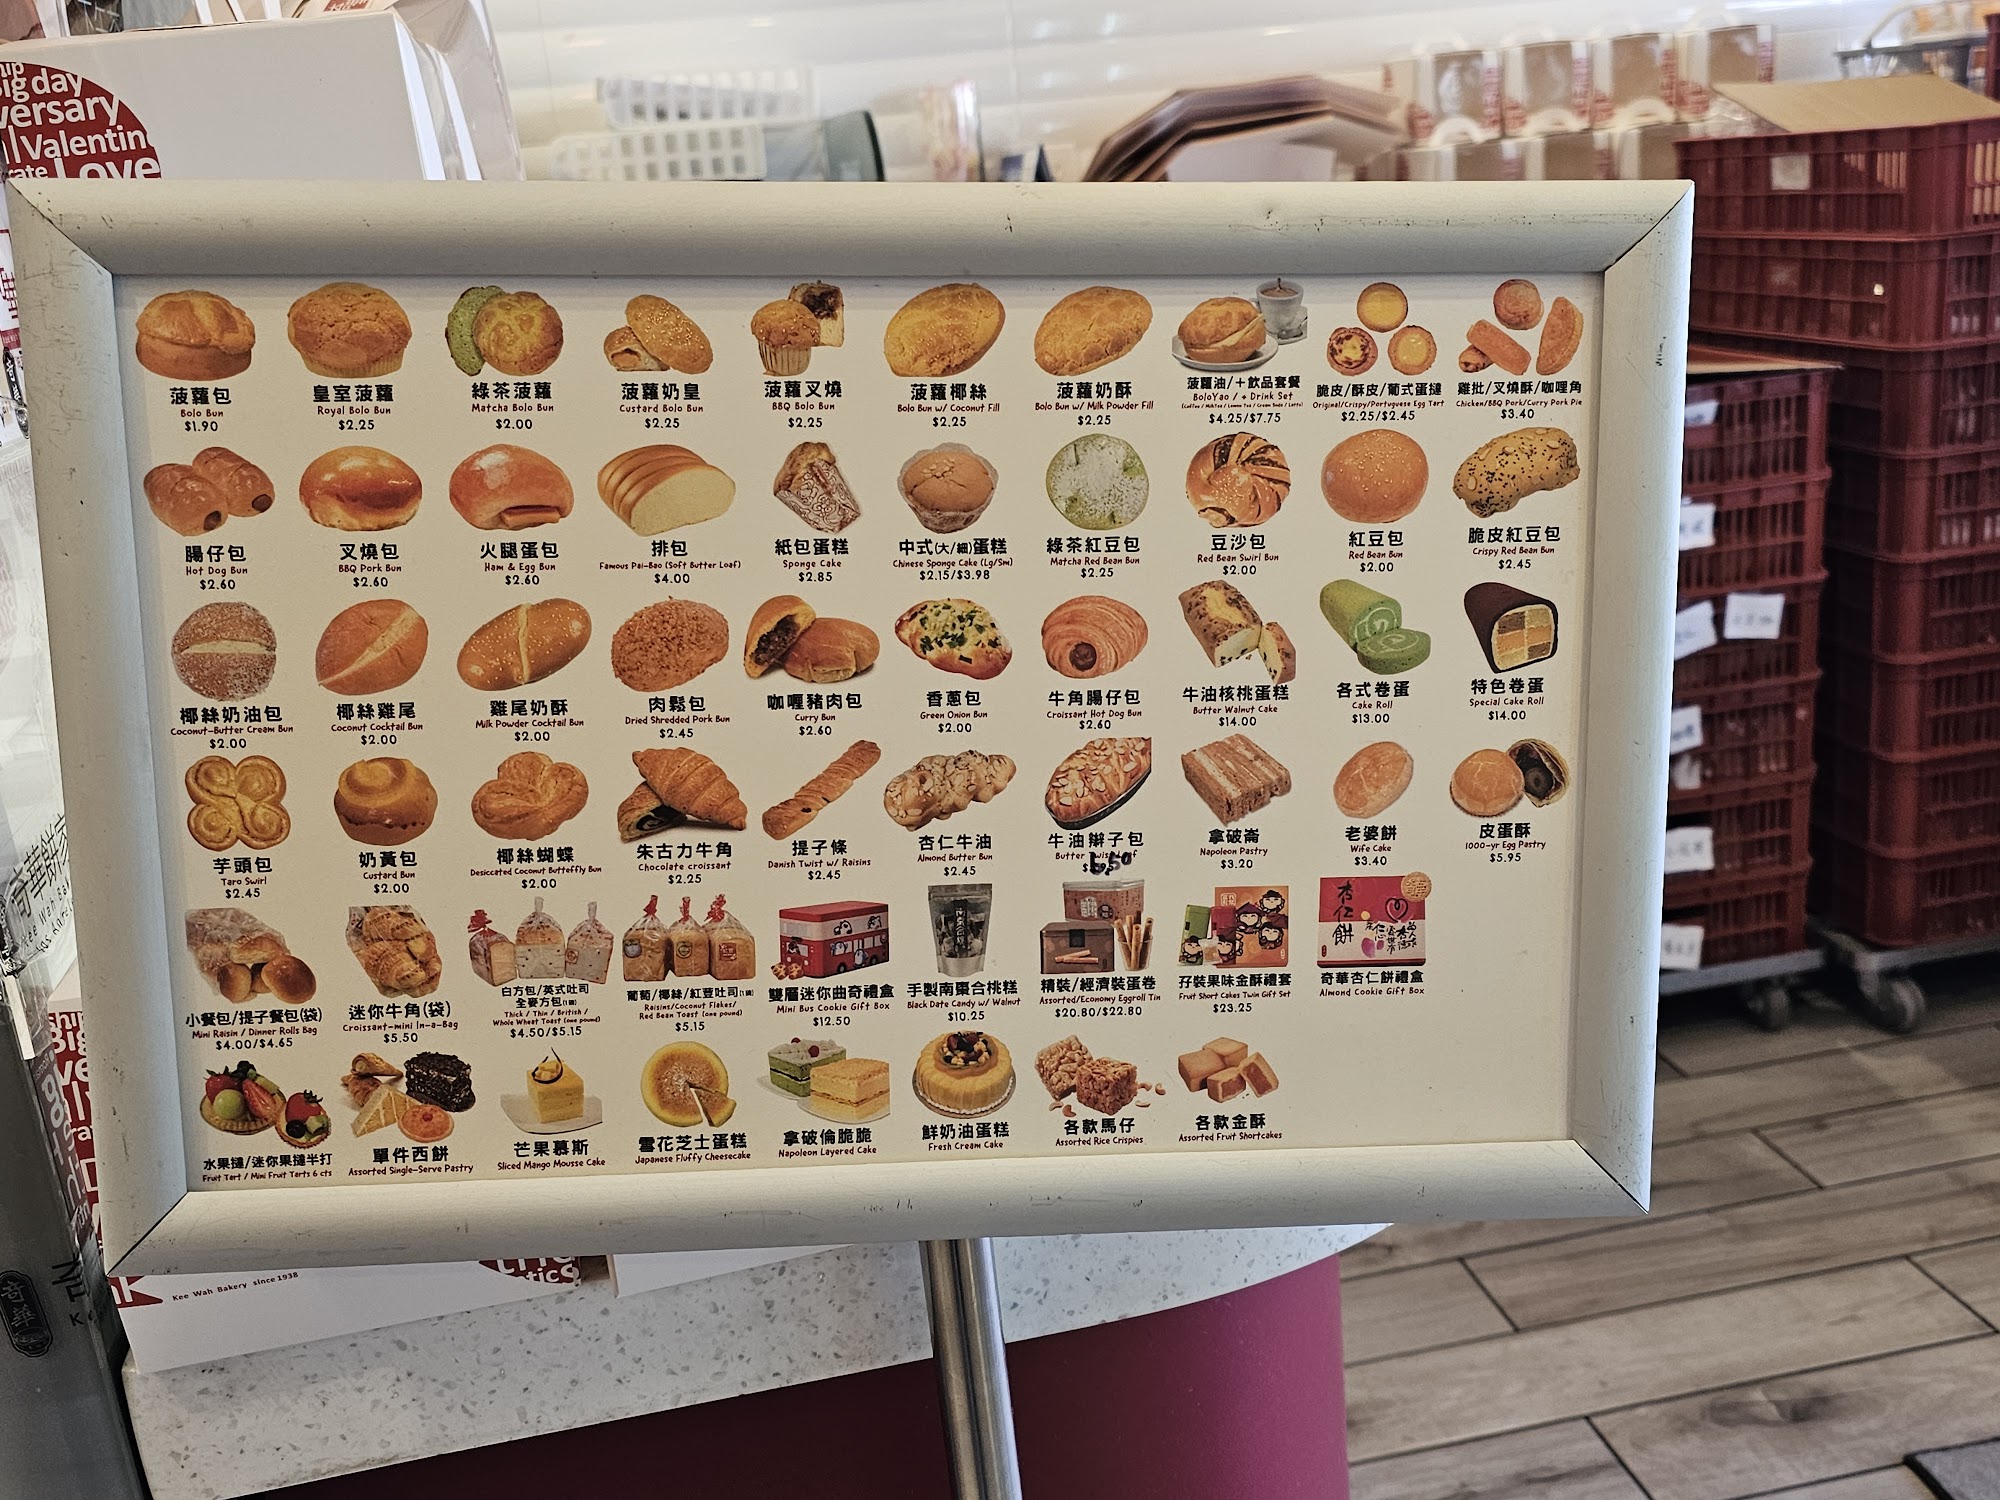 Big day
versary
Valentin
cate Love
菠蘿包
Bolo Bun
$1.90
皇室菠蘿
Royal Bolo Bun
$2.25
綠茶菠蘿
Matcha Bolo Bun
$2.00
菠蘿奶皇
Custard Bolo Bun
$2.25
菠蘿叉燒
BBQ Bolo Bun
$2.25
菠蘿椰絲
Bolo Bun w/ Coconut Fill
$2.25
菠蘿奶酥
Bolo Bun w/ Milk Powder Fill
$2.25
菠蘿油/+飲品套餐
BoloYao / + Drink Set
$4.25/$7.75
脆皮/酥皮/葡式蛋撻
Original/Crispy/Portuguese Egg Tart
$2.25/$2.45
雞批/叉燒酥/咖喱角
Chicken/BBQ Pork/Curry Pork Pie
$3.40
腸仔包
Hot Dog Bun
$2.60
叉燒包
BBQ Pork Bun
$2.60
火腿蛋包
Ham & Egg Bun
$2.60
排包
Famous Pai-Bao (Soft Butter Loaf)
$4.00
紙包蛋糕
Sponge Cake
$2.85
中式(大/細)蛋糕
Chinese Sponge Cake (Lg/Sm)
$2.15/$3.98
綠茶紅豆包
Matcha Red Bean Bun
$2.25
豆沙包
Red Bean Swirl Bun
$2.00
紅豆包
Red Bean Bun
$2.00
脆皮紅豆包
Crispy Red Bean Bun
$2.45
椰絲奶油包
Coconut-Butter Cream Bun
$2.00
椰絲雞尾
Coconut Cocktail Bun
$2.00
雞尾奶酥
Milk Powder Cocktail Bun
$2.00
肉鬆包
Dried Shredded Pork Bun
$2.45
咖喱豬肉包
Curry Bun
$2.60
香蔥包
Green Onion Bun
$2.00
牛角腸仔包
Croissant Hot Dog Bun
$2.60
牛油核桃蛋糕
Butter Walnut Cake
$14.00
各式卷蛋
Cake Roll
$13.00
特色卷蛋
Special Cake Roll
$14.00
芋頭包
Taro Swirl
$2.45
奶黃包
Custard Bun
$2.00
椰絲蝴蝶
Desiccated Coconut Butteffly Bun
$2.00
朱古力牛角
Chocolate croissant
$2.25
提子條
Danish Twist w/ Raisins
$2.45
杏仁牛油
Almond Butter Bun
$2.45
牛油辮子包
Butter Twist Loaf
6.50
拿破崙
Napoleon Pastry
$3.20
老婆餅
Wife Cake
$3.40
皮蛋酥
1000-yr Egg Pastry
$5.95
小餐包/提子餐包(袋)
Mini Raisin / Dinner Rolls Bag
$4.00/$4.65
迷你牛角(袋)
Croissant-mini In-a-Bag
$5.50
白方包/英式吐司
全麥方包(1磅)
Thick / Thin / British /
Whole Wheat Toast (one pound)
$4.50/$5.15
葡萄/椰絲/紅荳吐司(1磅)
Raisins/Coconut Flakes/
Red Bean Toast (one pound)
$5.15
雙層迷你曲奇禮盒
Mini Bus Cookie Gift Box
$12.50
手製南棗合桃糕
Black Date Candy w/ Walnut
$10.25
精裝/經濟裝蛋卷
Assorted/Economy Eggroll Tin
$20.80/$22.80
孖裝果味金酥禮套
Fruit Short Cakes Twin Gift Set
$23.25
杏仁餅
奇華杏仁餅禮盒
Almond Cookie Gift Box
水果撻/迷你果撻半打
Fruit Tart / Mini Fruit Tarts 6 cts
單件西餅
Assorted Single-Serve Pastry
芒果慕斯
Sliced Mango Mousse Cake
雪花芝士蛋糕
Japanese Fluffy Cheesecake
拿破倫脆脆
Napoleon Layered Cake
鮮奶油蛋糕
Fresh Cream Cake
各款馬仔
Assorted Rice Crispies
各款金酥
Assorted Fruit Shortcakes
Kee Wah Bakery since 1938